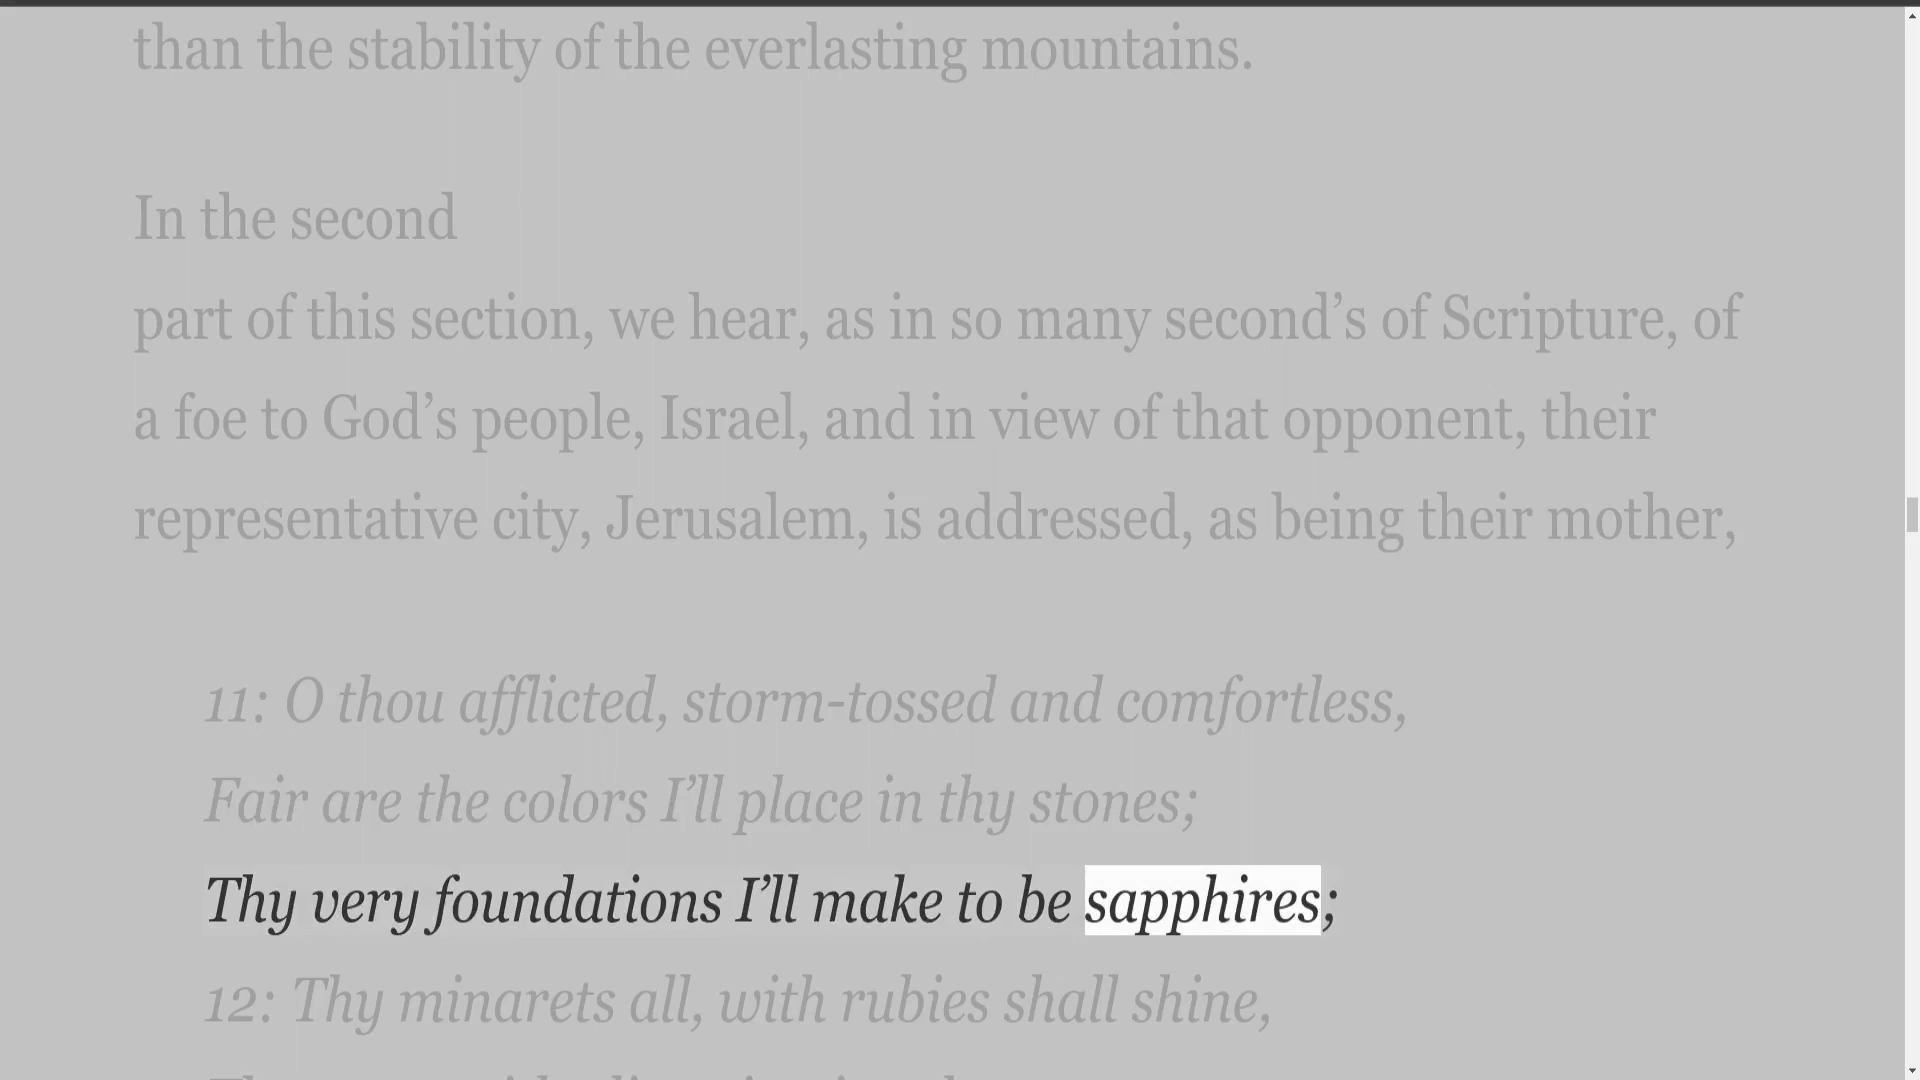 than the stability of the everlasting mountains.
In the second
part of this section, we hear, as in so many second’s of Scripture, of
a foe to God’s people, Israel, and in view of that opponent, their
representative city, Jerusalem, is addressed, as being their mother,
11: O thou afflicted, storm-tossed and comfortless,
Fair are the colors I’ll place in thy stones;
Thy very foundations I’ll make to be sapphires;
12: Thy minarets all, with rubies shall shine,